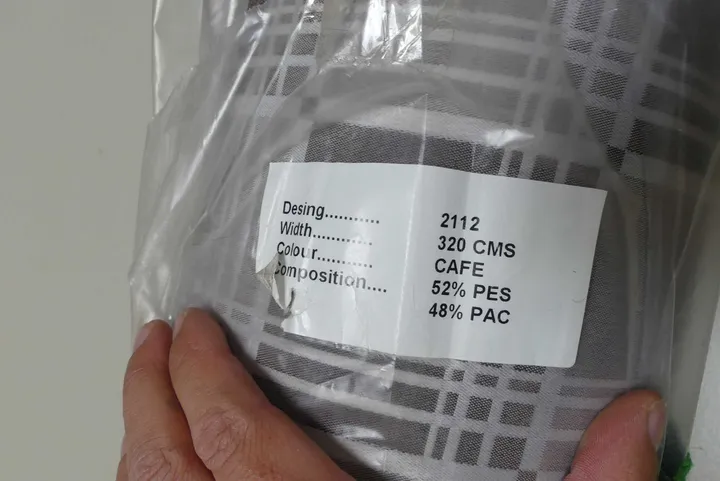 Desing........... 2112
Width............ 320 CMS
Colour........... CAFE
Composition.... 52% PES
48% PAC